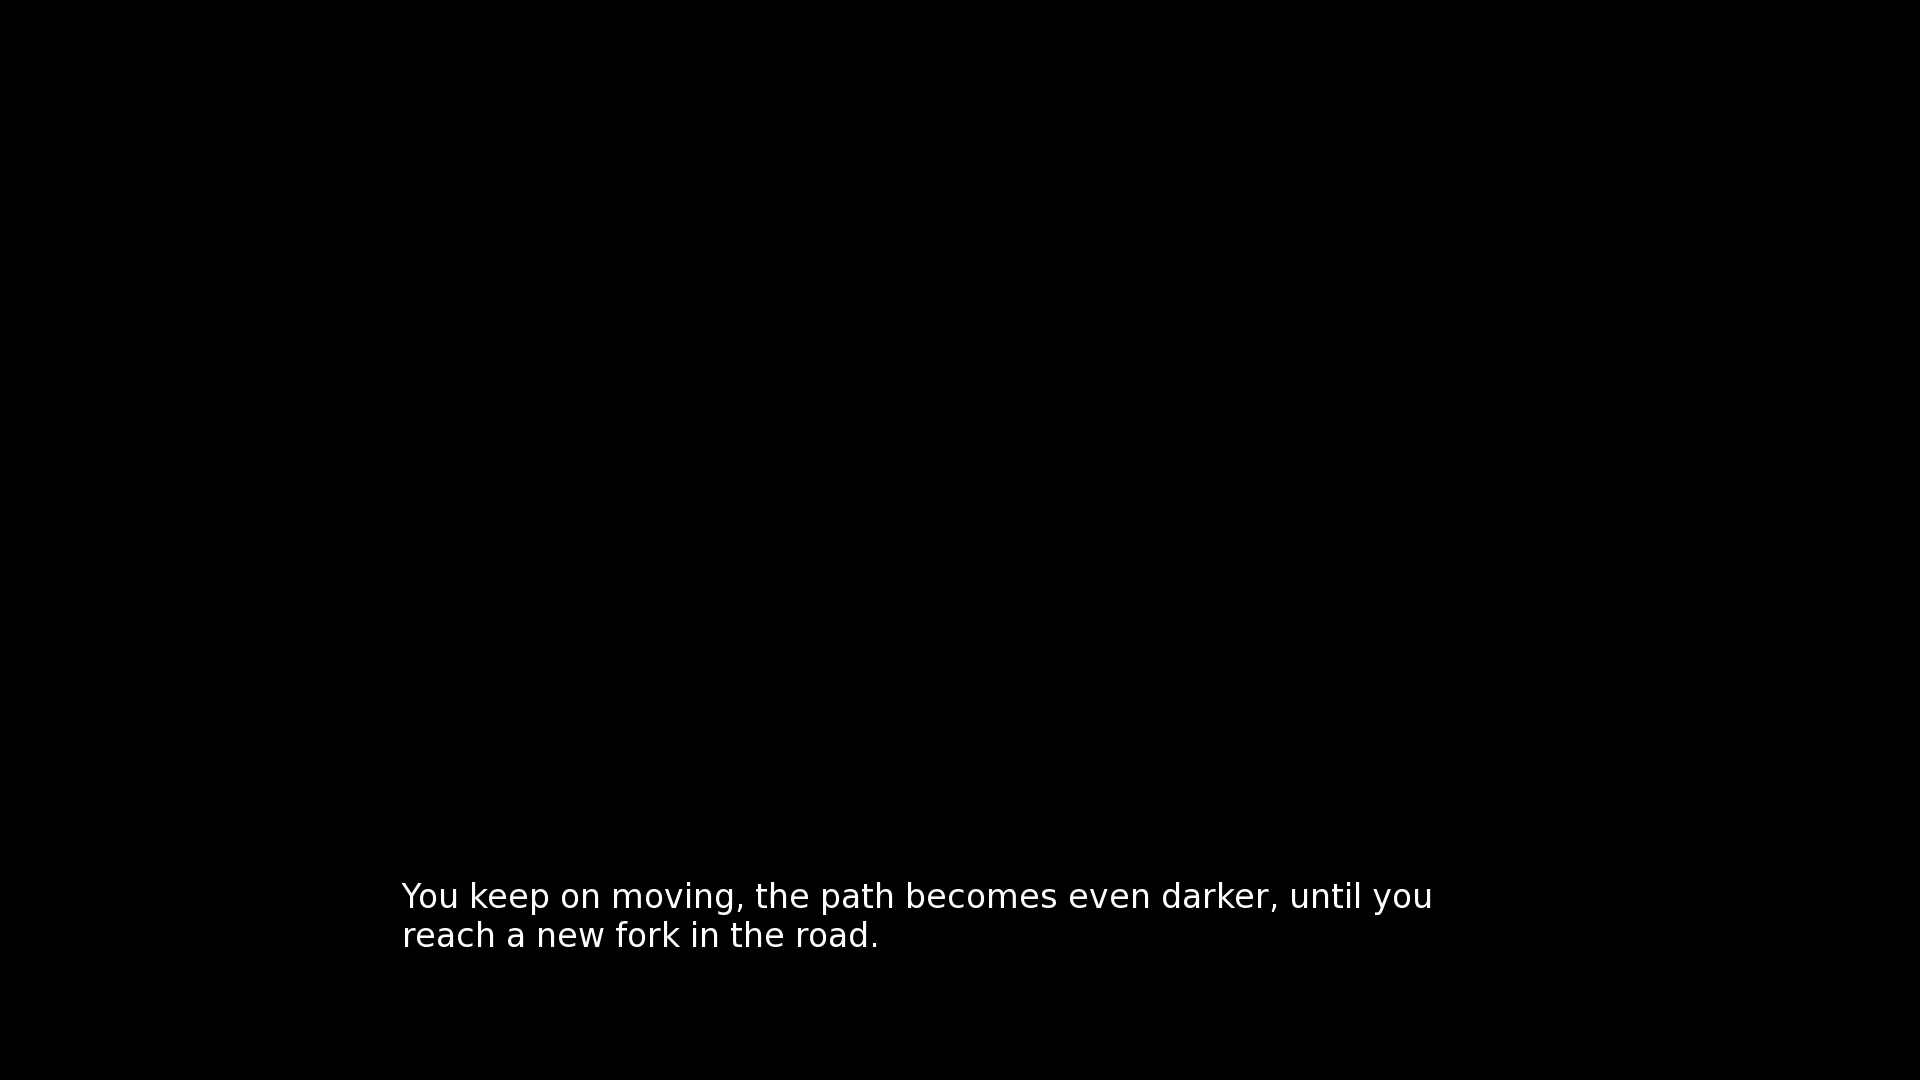 You keep on moving, the path becomes even darker, until you
reach a new fork in the road.